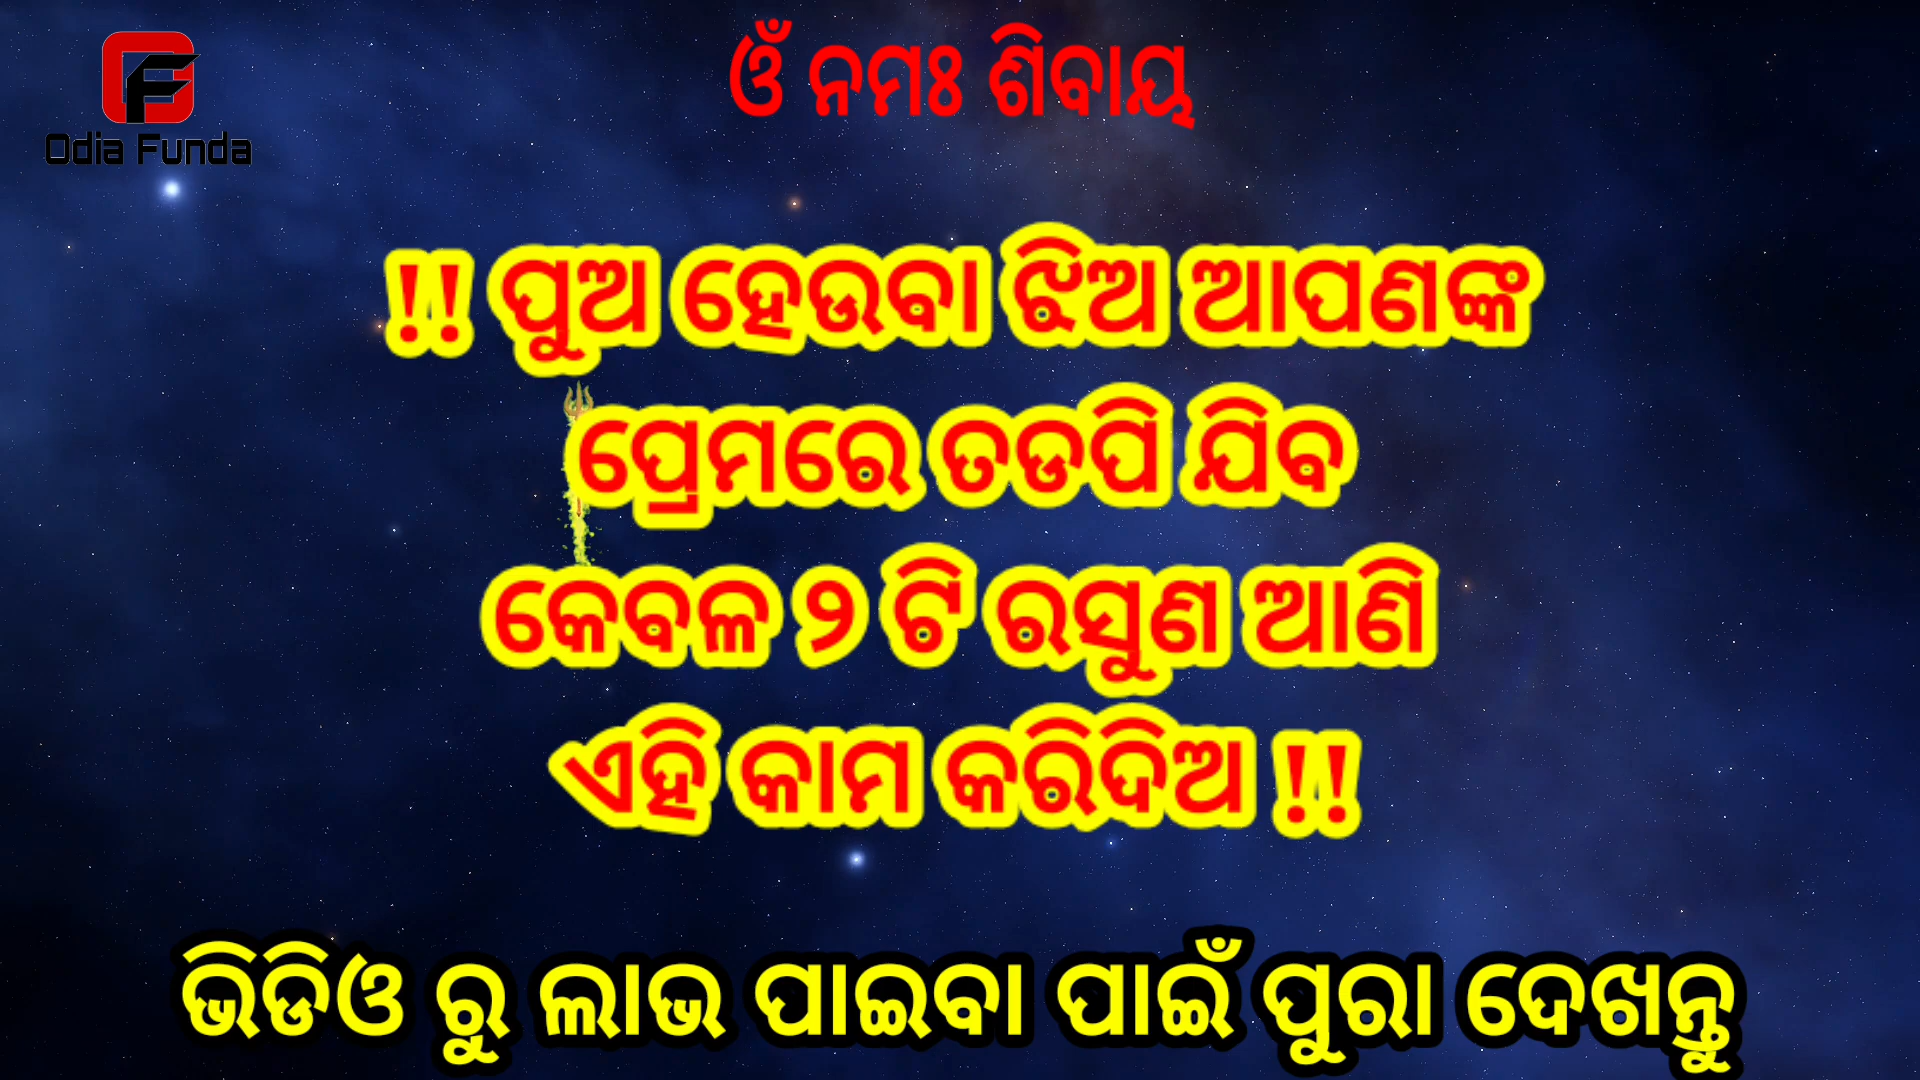 Odia Funda
ଓଁ ନମଃ ଶିବାୟ
!! ପୁଅ ହେଉବା ଝିଅ ଆପଣଙ୍କ
ପ୍ରେମରେ ତଡପି ଯିବ
କେବଳ ୨ ଟି ରସୁଣ ଆଣି
ଏହି କାମ କରିଦିଅ !!
ଭିଡିଓ ରୁ ଲାଭ ପାଇବା ପାଇଁ ପୁରା ଦେଖନ୍ତୁ